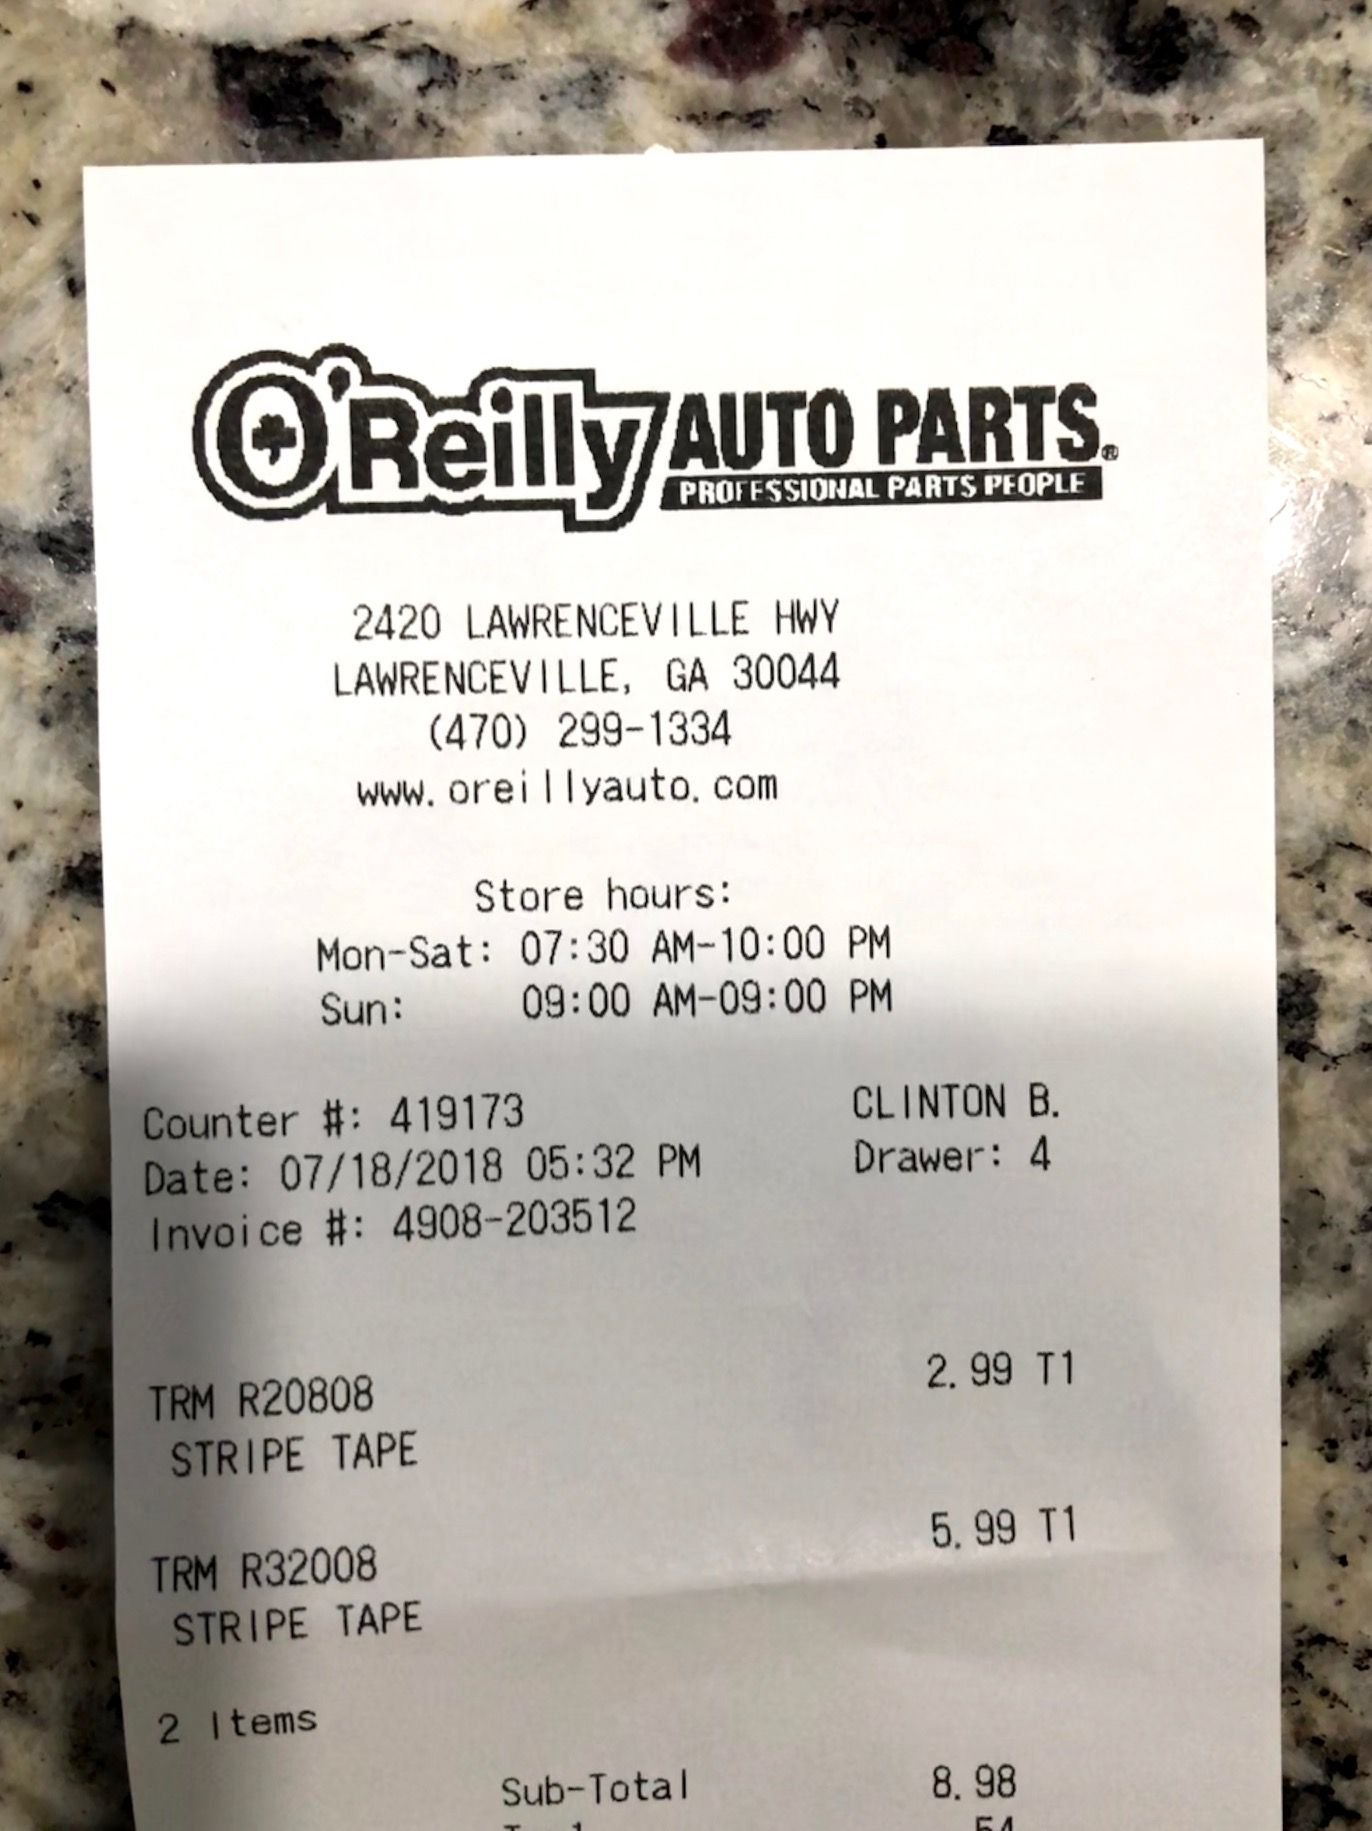 O'Reilly AUTO PARTS®
PROFESSIONAL PARTS PEOPLE
2420 LAWRENCEVILLE HWY
LAWRENCEVILLE, GA 30044
(470) 299-1334
www.oreillyauto.com
Store hours:
Mon-Sat: 07:30 AM-10:00 PM
Sun: 09:00 AM-09:00 PM
Counter #: 419173 CLINTON B.
Date: 07/18/2018 05:32 PM Drawer: 4
Invoice #: 4908-203512
TRM R20808 2.99 T1
STRIPE TAPE
TRM R32008 5.99 T1
STRIPE TAPE
2 Items
Sub-Total 8.98